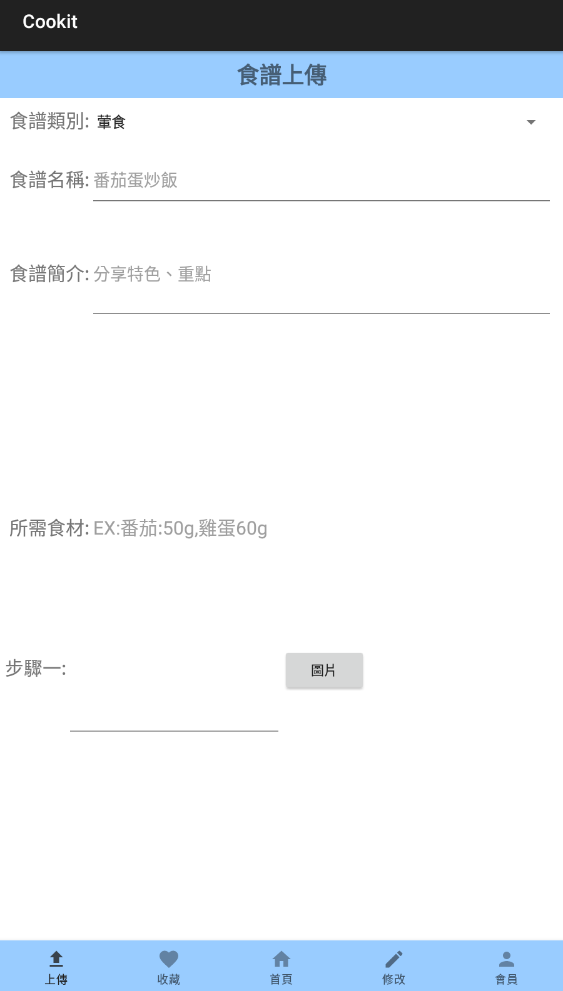 Cookit
食譜上傳
食譜類別: 葷食
食譜名稱: 番茄蛋炒飯
食譜簡介: 分享特色、重點
所需食材: EX:番茄:50g,雞蛋60g
步驟一: 圖片
上傳 收藏 首頁 修改 會員